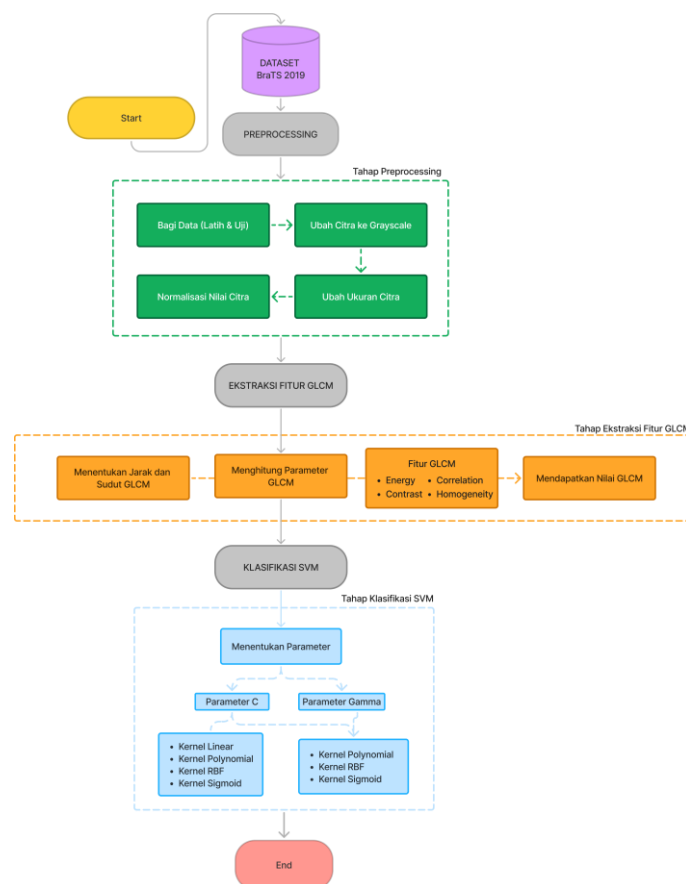 DATASET
BraTS 2019
Start
PREPROCESSING
Tahap Preprocessing
Bagi Data (Latih & Uji)
Ubah Citra ke Grayscale
Normalisasi Nilai Citra
Ubah Ukuran Citra
EKSTRAKSI FITUR GLCM
Tahap Ekstraksi Fitur GLCM
Menentukan Jarak dan
Sudut GLCM
Menghitung Parameter
GLCM
Fitur GLCM
• Energy • Correlation
• Contrast • Homogeneity
Mendapatkan Nilai GLCM
KLASIFIKASI SVM
Tahap Klasifikasi SVM
Menentukan Parameter
Parameter C
Parameter Gamma
• Kernel Linear
• Kernel Polynomial
• Kernel RBF
• Kernel Sigmoid
• Kernel Polynomial
• Kernel RBF
• Kernel Sigmoid
End